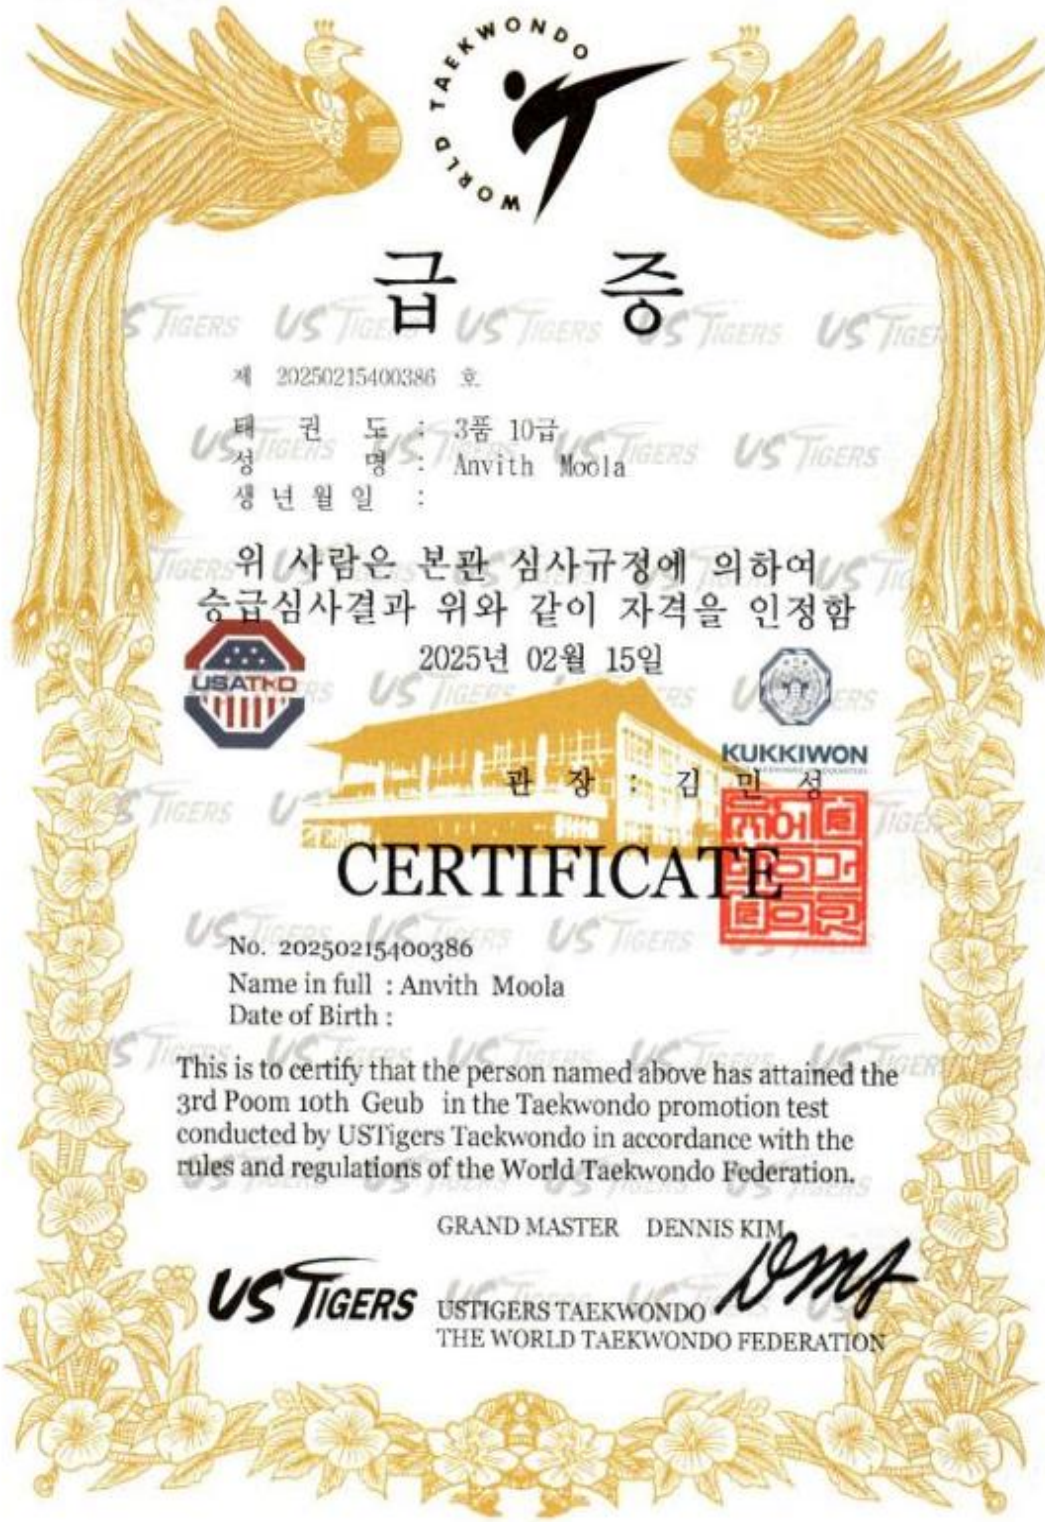 WORLD TAEKWONDO
급 증
제 20250215400386 호
태 권 도 : 3품 10급
성 명 : Anvith Moola
생 년 월 일 :
위 사람은 본관 심사규정에 의하여
승급심사결과 위와 같이 자격을 인정함
2025년 02월 15일
USATKD
KUKKIWON
관 장 : 김 민 성
CERTIFICATE
No. 20250215400386
Name in full : Anvith Moola
Date of Birth :
This is to certify that the person named above has attained the
3rd Poom 10th Geub in the Taekwondo promotion test
conducted by USTigers Taekwondo in accordance with the
rules and regulations of the World Taekwondo Federation.
GRAND MASTER DENNIS KIM
US TIGERS
USTIGERS TAEKWONDO
THE WORLD TAEKWONDO FEDERATION